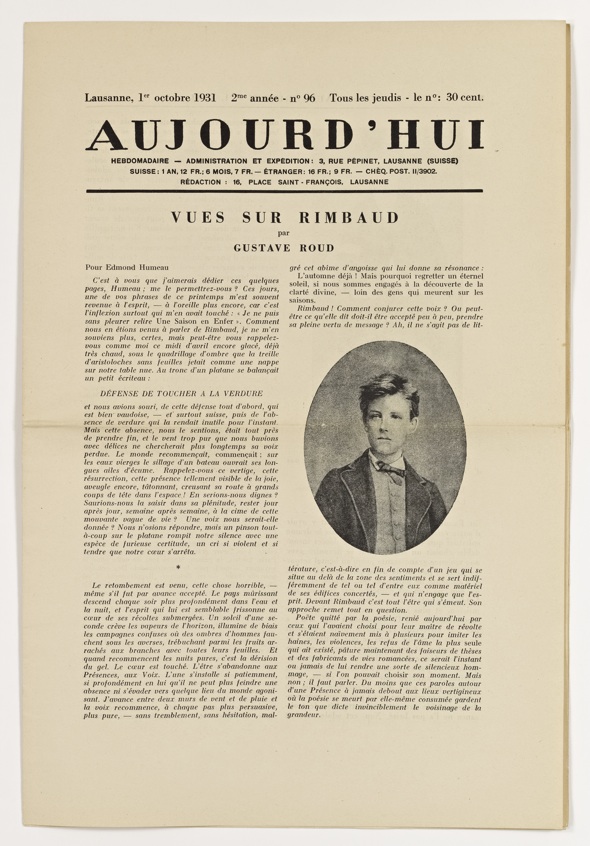 Lausanne, 1er octobre 1931 2me année - no 96 Tous les jeudis - le no: 30 cent.
AUJOURD'HUI
HEBDOMADAIRE — ADMINISTRATION ET EXPÉDITION: 3, RUE PÉPINET, LAUSANNE (SUISSE)
SUISSE: 1 AN, 12 FR.; 6 MOIS, 7 FR. — ÉTRANGER: 16 FR.; 9 FR. — CHÈQ. POST. II/3902.
RÉDACTION: 16, PLACE SAINT-FRANÇOIS, LAUSANNE
VUES SUR RIMBAUD
par
GUSTAVE ROUD
Pour Edmond Humeau
C'est à vous que j'aimerais dédier ces quelques
pages, Humeau; me le permettrez-vous? Ces jours,
une de vos phrases de ce printemps m'est souvent
revenue à l'esprit, — à l'oreille plus encore, car c'est
l'inflexion surtout qui m'en avait touché: « Je ne puis
sans pleurer relire Une Saison en Enfer ». Comment
nous en étions venus à parler de Rimbaud, je ne m'en
souviens plus, certes, mais peut-être vous rappelez-
vous comme moi ce midi d'avril encore glacé, déjà
très chaud, sous le quadrillage d'ombre que la treille
d'aristoloches sans feuilles jetait comme une nappe
sur notre table nue. Au tronc d'un platane se balançait
un petit écriteau:
DÉFENSE DE TOUCHER A LA VERDURE
et nous avions souri, de cette défense tout d'abord, qui
est bien vaudoise, — et surtout suisse, puis de l'ab-
sence de verdure qui la rendait inutile pour l'instant.
Mais cette absence, nous le sentions, était tout près
de prendre fin, et le vent trop pur que nous buvions
avec délices ne chercherait plus longtemps sa voix
perdue. Le monde recommençait, commençait: sur
les eaux vierges le sillage d'un bateau ouvrait ses lon-
gues ailes d'écume. Rappelez-vous ce vertige, cette
résurrection, cette présence tellement visible de la joie,
aveugle encore, tâtonnant, creusant sa route à grands
coups de tête dans l'espace! En serions-nous dignes?
Saurions-nous la saisir dans sa plénitude, rester jour
après jour, semaine après semaine, à la cime de cette
mouvante vague de vie? Une voix nous serait-elle
donnée? Nous n'osions répondre, mais un pinson tout-
à-coup sur le platane rompit notre silence avec une
espèce de furieuse certitude, un cri si violent et si
tendre que notre cœur s'arrêta.
*
Le retombement est venu, cette chose horrible, —
même s'il fut par avance accepté. Le pays mûrissant
descend chaque soir plus profondément dans l'eau et
la nuit, et l'esprit qui lui est semblable frissonne au
cœur de ses récoltes submergées. Un soleil d'une se-
conde crève les vapeurs de l'horizon, illumine de biais
les campagnes confuses où des ombres d'hommes fau-
chent sous les averses, trébuchant parmi les fruits ar-
rachés aux branches avec toutes leurs feuilles. Et
quand recommencent les nuits pures, c'est la dérision
du gel. Le cœur est touché. L'être s'abandonne aux
Présences, aux Voix. L'une s'installe si patiemment,
si profondément en lui qu'il ne peut plus feindre une
absence ni s'évader vers quelque lieu du monde agoni-
sant. J'avance entre deux murs de vent et de pluie et
la voix recommence, à chaque pas plus persuasive,
plus pure, — sans tremblement, sans hésitation, mal-
gré cet abîme d'angoisse qui lui donne sa résonance:
L'automne déjà! Mais pourquoi regretter un éternel
soleil, si nous sommes engagés à la découverte de la
clarté divine, — loin des gens qui meurent sur les
saisons.
Rimbaud! Comment conjurer cette voix? Ou peut-
être ce qu'elle dit doit-il être accepté peu à peu, prendre
sa pleine vertu de message? Ah, il ne s'agit pas de lit-
térature, c'est-à-dire en fin de compte d'un jeu qui se
situe au delà de la zone des sentiments et se sert indif-
féremment de tel ou tel d'entre eux comme matériel
de ses édifices concertés, — et qui n'engage que l'es-
prit. Devant Rimbaud c'est tout l'être qui s'émeut. Son
approche remet tout en question.
Poète quitté par la poésie, renié aujourd'hui par
ceux qui l'avaient choisi pour leur maître de révolte
et s'étaient naïvement mis à plusieurs pour imiter les
haines, les violences, les refus de l'âme la plus seule
qui ait existé, pâture maintenant des faiseurs de thèses
et des fabricants de vies romancées, ce serait l'instant
ou jamais de lui rendre une sorte de silencieux hom-
mage, — si l'on pouvait choisir son moment. Mais
non; il faut parler. Du moins que ces paroles autour
d'une Présence à jamais debout aux lieux vertigineux
où la poésie se meurt par elle-même consumée gardent
le ton que dicte invinciblement le voisinage de la
grandeur.